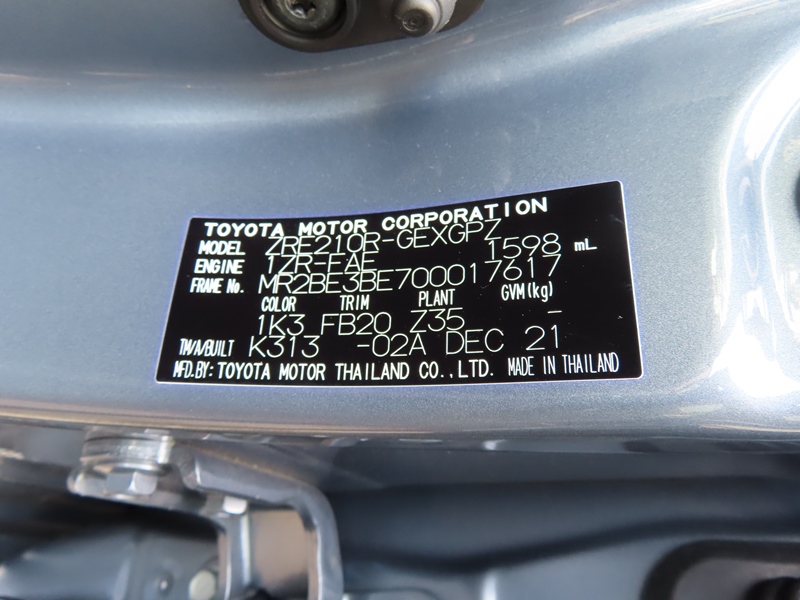 TOYOTA MOTOR CORPORATION
MODEL ZRE210R-GEXGPZ
ENGINE 1ZR-FAE 1598 mL
FRAME No. MR2BE3BE700017617
COLOR TRIM PLANT GVM(kg)
1K3 FB20 Z35 -
T/M/A/BUILT K313 -02A DEC 21
MFD.BY: TOYOTA MOTOR THAILAND CO.,LTD. MADE IN THAILAND